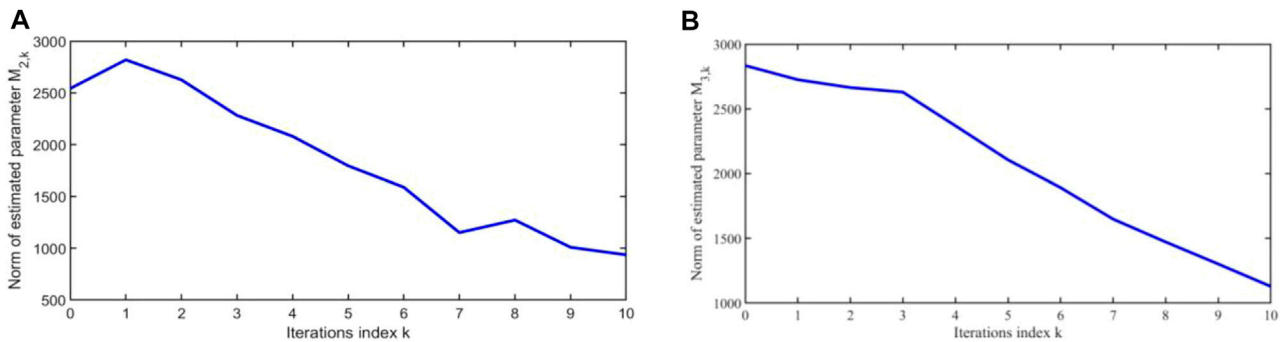 A
Norm of estimated parameter M2,k
3000
2500
2000
1500
1000
500
0 1 2 3 4 5 6 7 8 9 10
Iterations index k
B
Norm of estimated parameter M3,k
3000
2500
2000
1500
1000
0 1 2 3 4 5 6 7 8 9 10
Iterations index k